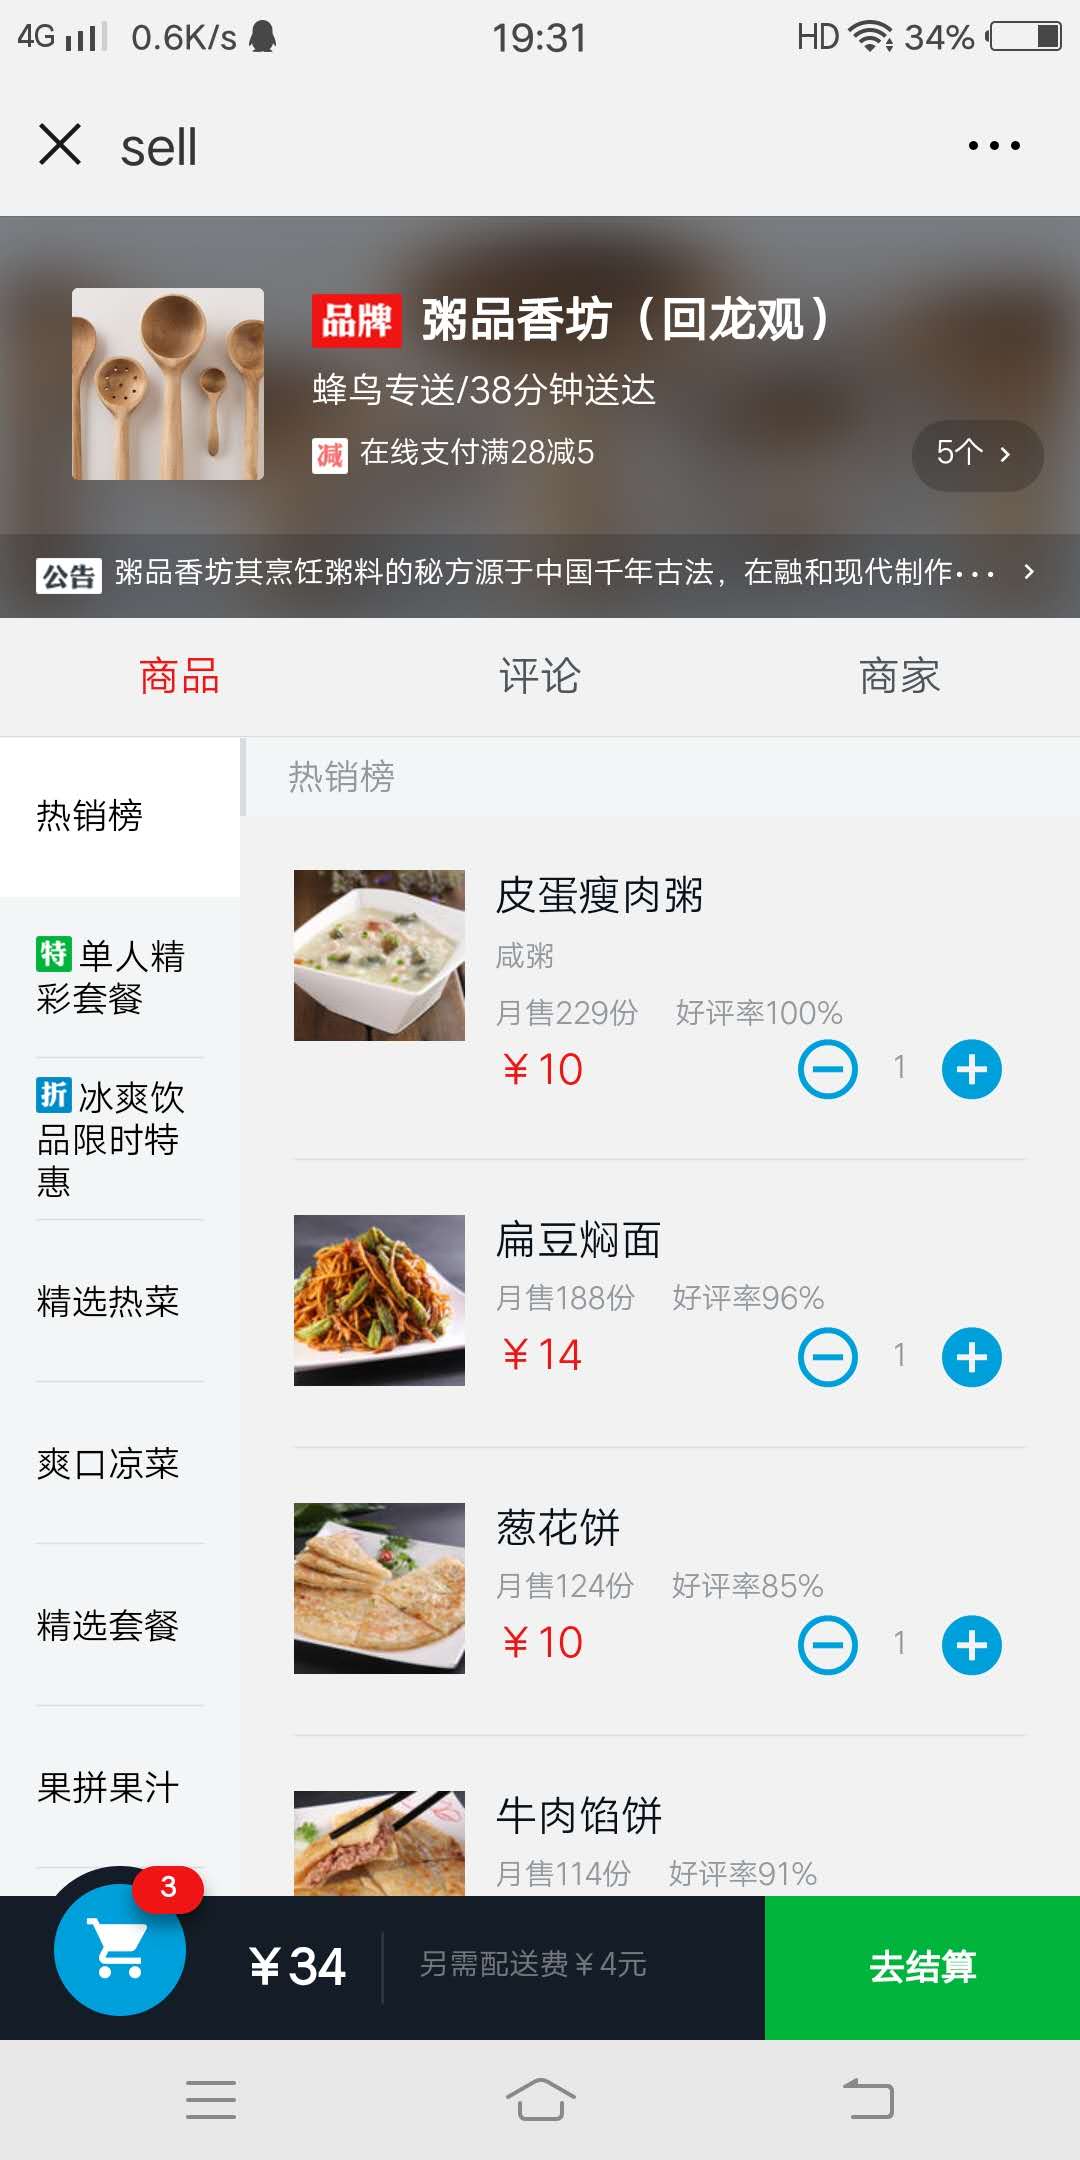 4G 0.6K/s 19:31 HD 34%
sell
品牌 粥品香坊（回龙观）
蜂鸟专送/38分钟送达
减 在线支付满28减5
5个
公告 粥品香坊其烹饪粥料的秘方源于中国千年古法，在融和现代制作···
商品 评论 商家
热销榜
特 单人精
彩套餐
折 冰爽饮
品限时特
惠
精选热菜
爽口凉菜
精选套餐
果拼果汁
热销榜
皮蛋瘦肉粥
咸粥
月售229份 好评率100%
¥10 1
扁豆焖面
月售188份 好评率96%
¥14 1
葱花饼
月售124份 好评率85%
¥10 1
牛肉馅饼
月售114份 好评率91%
3
¥34 另需配送费¥4元 去结算